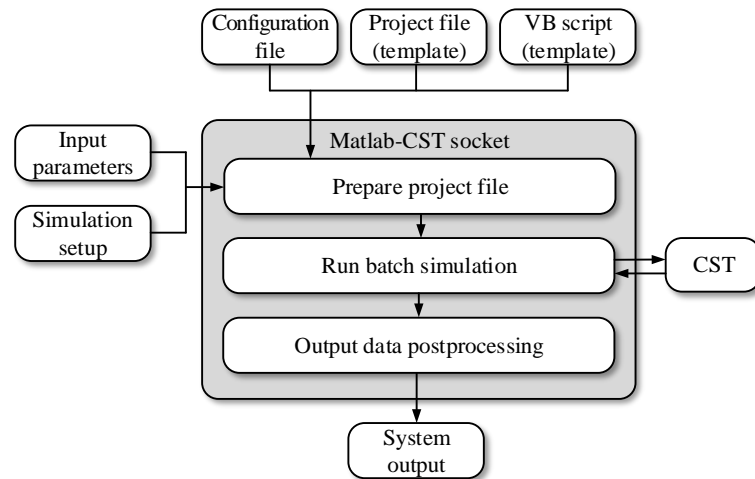 Configuration
file
Project file
(template)
VB script
(template)
Input
parameters
Simulation
setup
Matlab-CST socket
Prepare project file
Run batch simulation
CST
Output data postprocessing
System
output